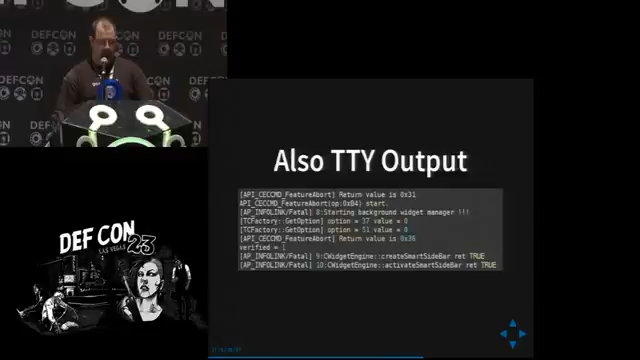 DEFCON
DEFCON
DEFCON
DEF CON 23
LAS VEGAS
Also TTY Output
[API_CECCMD_FeatureAbort] Return value is 0x31
API_CECCMD_FeatureAbort(op:0xB4) start.
[AP_INFOLINK/Fatal] 8:Starting background widget manager !!!
[TCFactory::GetOption] option = 37 value = 0
[TCFactory::GetOption] option = 51 value = 0
[API_CECCMD_FeatureAbort] Return value is 0x36
verified = 1
[AP_INFOLINK/Fatal] 9:CWidgetEngine::createSmartSideBar ret TRUE
[AP_INFOLINK/Fatal] 10:CWidgetEngine::activateSmartSideBar ret TRUE